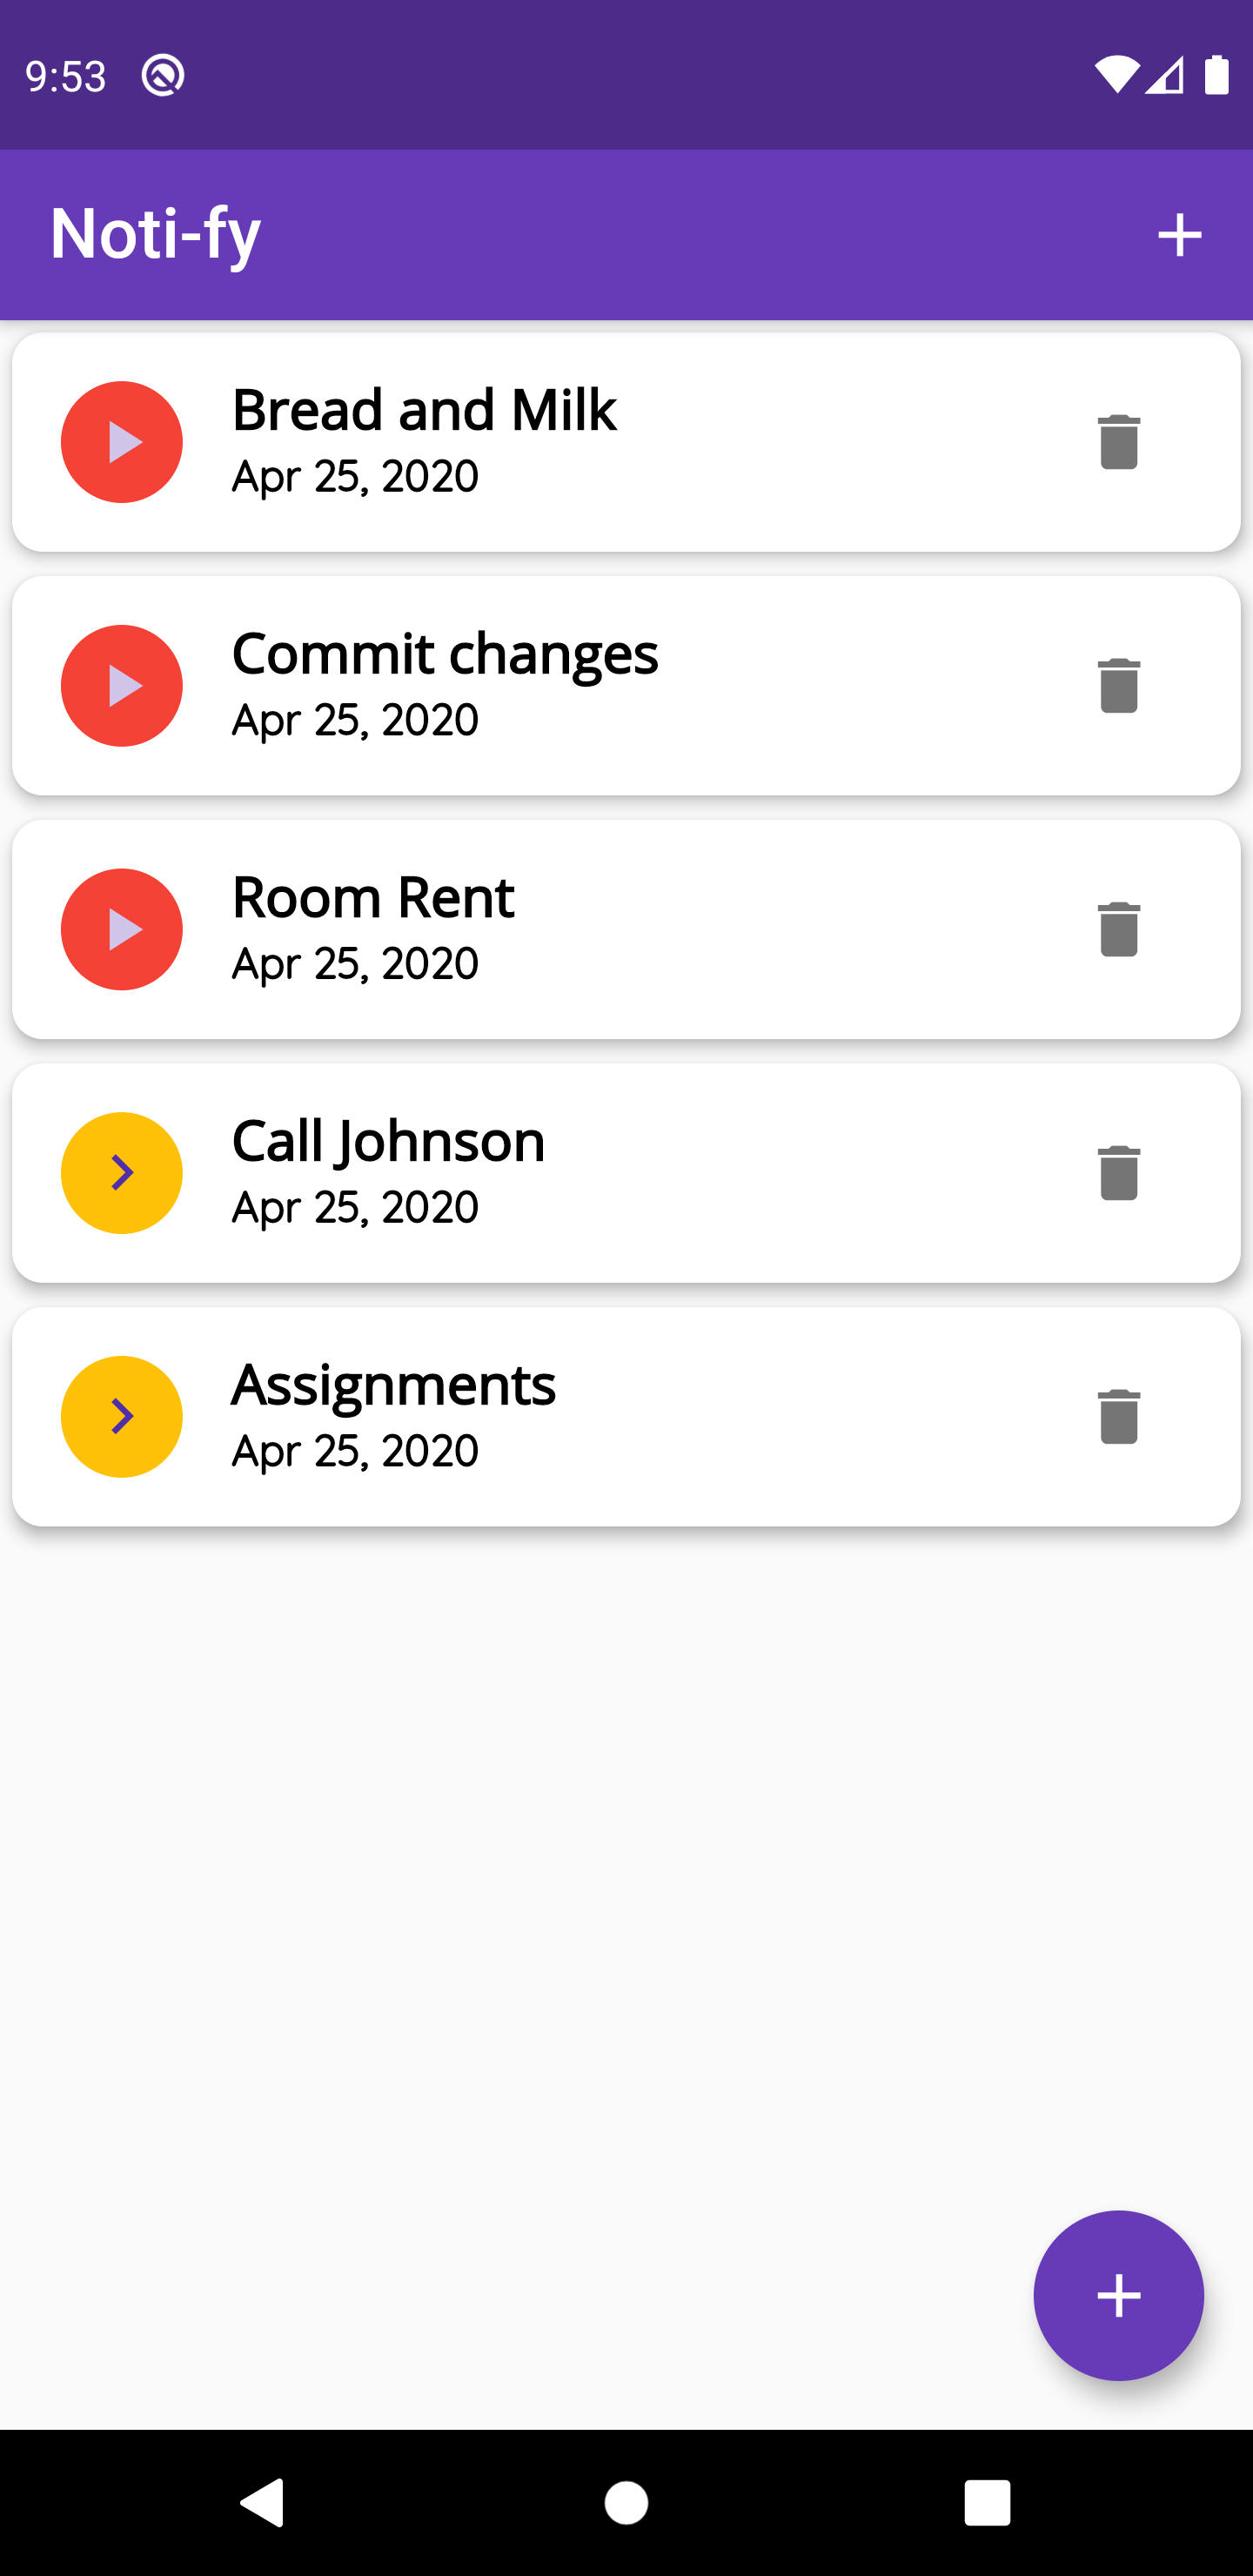 9:53
Noti-fy
Bread and Milk
Apr 25, 2020
Commit changes
Apr 25, 2020
Room Rent
Apr 25, 2020
Call Johnson
Apr 25, 2020
Assignments
Apr 25, 2020